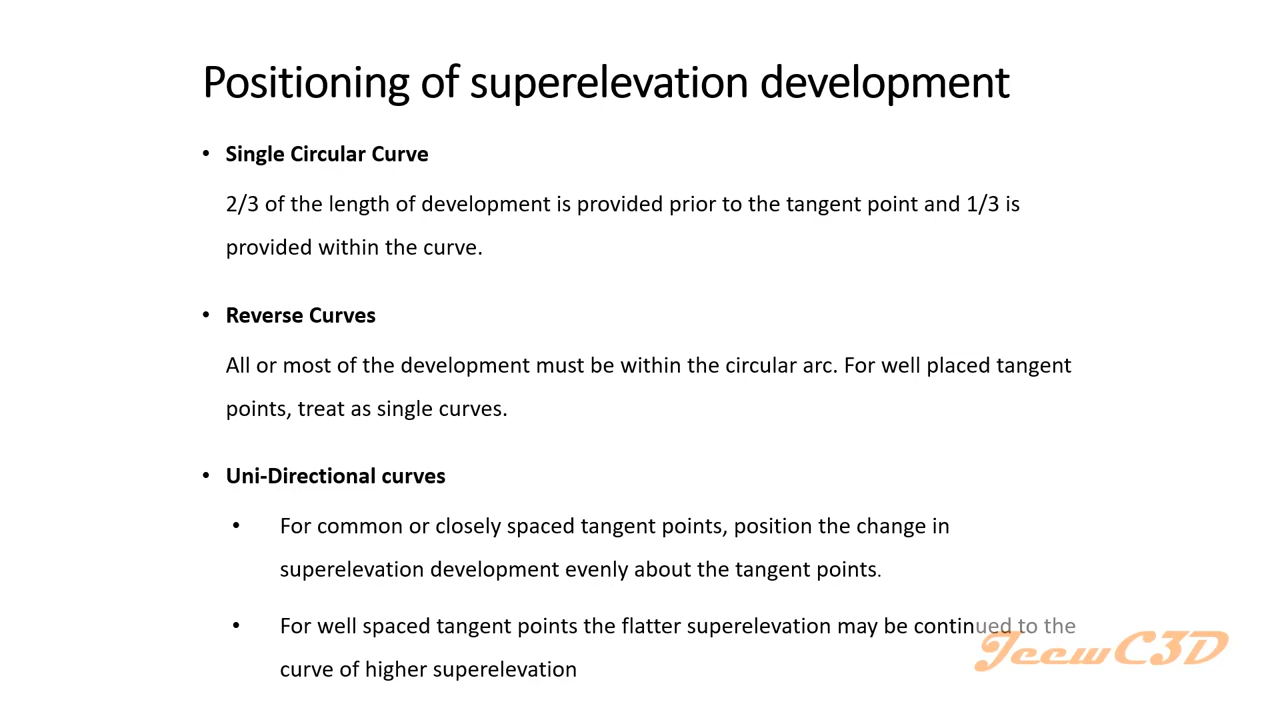 Positioning of superelevation development
• Single Circular Curve
2/3 of the length of development is provided prior to the tangent point and 1/3 is
provided within the curve.
• Reverse Curves
All or most of the development must be within the circular arc. For well placed tangent
points, treat as single curves.
• Uni-Directional curves
• For common or closely spaced tangent points, position the change in
superelevation development evenly about the tangent points.
• For well spaced tangent points the flatter superelevation may be continued to the
curve of higher superelevation
JeewC3D